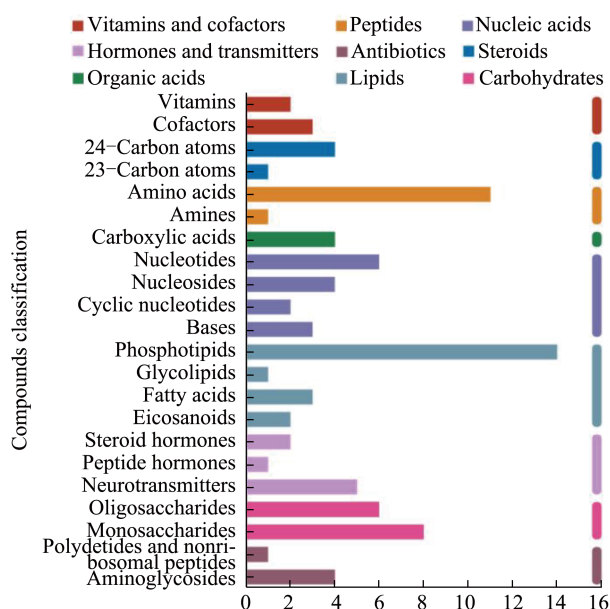 Vitamins and cofactors Peptides Nucleic acids
Hormones and transmitters Antibiotics Steroids
Organic acids Lipids Carbohydrates
Compounds classification
Vitamins
Cofactors
24-Carbon atoms
23-Carbon atoms
Amino acids
Amines
Carboxylic acids
Nucleotides
Nucleosides
Cyclic nucleotides
Bases
Phosphotipids
Glycolipids
Fatty acids
Eicosanoids
Steroid hormones
Peptide hormones
Neurotransmitters
Oligosaccharides
Monosaccharides
Polydetides and nonri-
bosomal peptides
Aminoglycosides
0 2 4 6 8 10 12 14 16